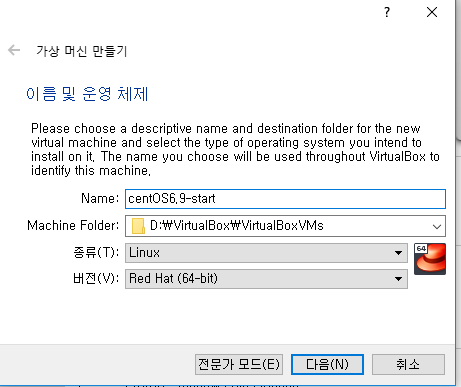 ?
가상 머신 만들기
이름 및 운영 체제
Please choose a descriptive name and destination folder for the new
virtual machine and select the type of operating system you intend to
install on it. The name you choose will be used throughout VirtualBox to
identify this machine.
Name: centOS6.9-start
Machine Folder: D:₩VirtualBox₩VirtualBoxVMs
종류(T): Linux
64
버전(V): Red Hat (64-bit)
전문가 모드(E) 다음(N) 취소